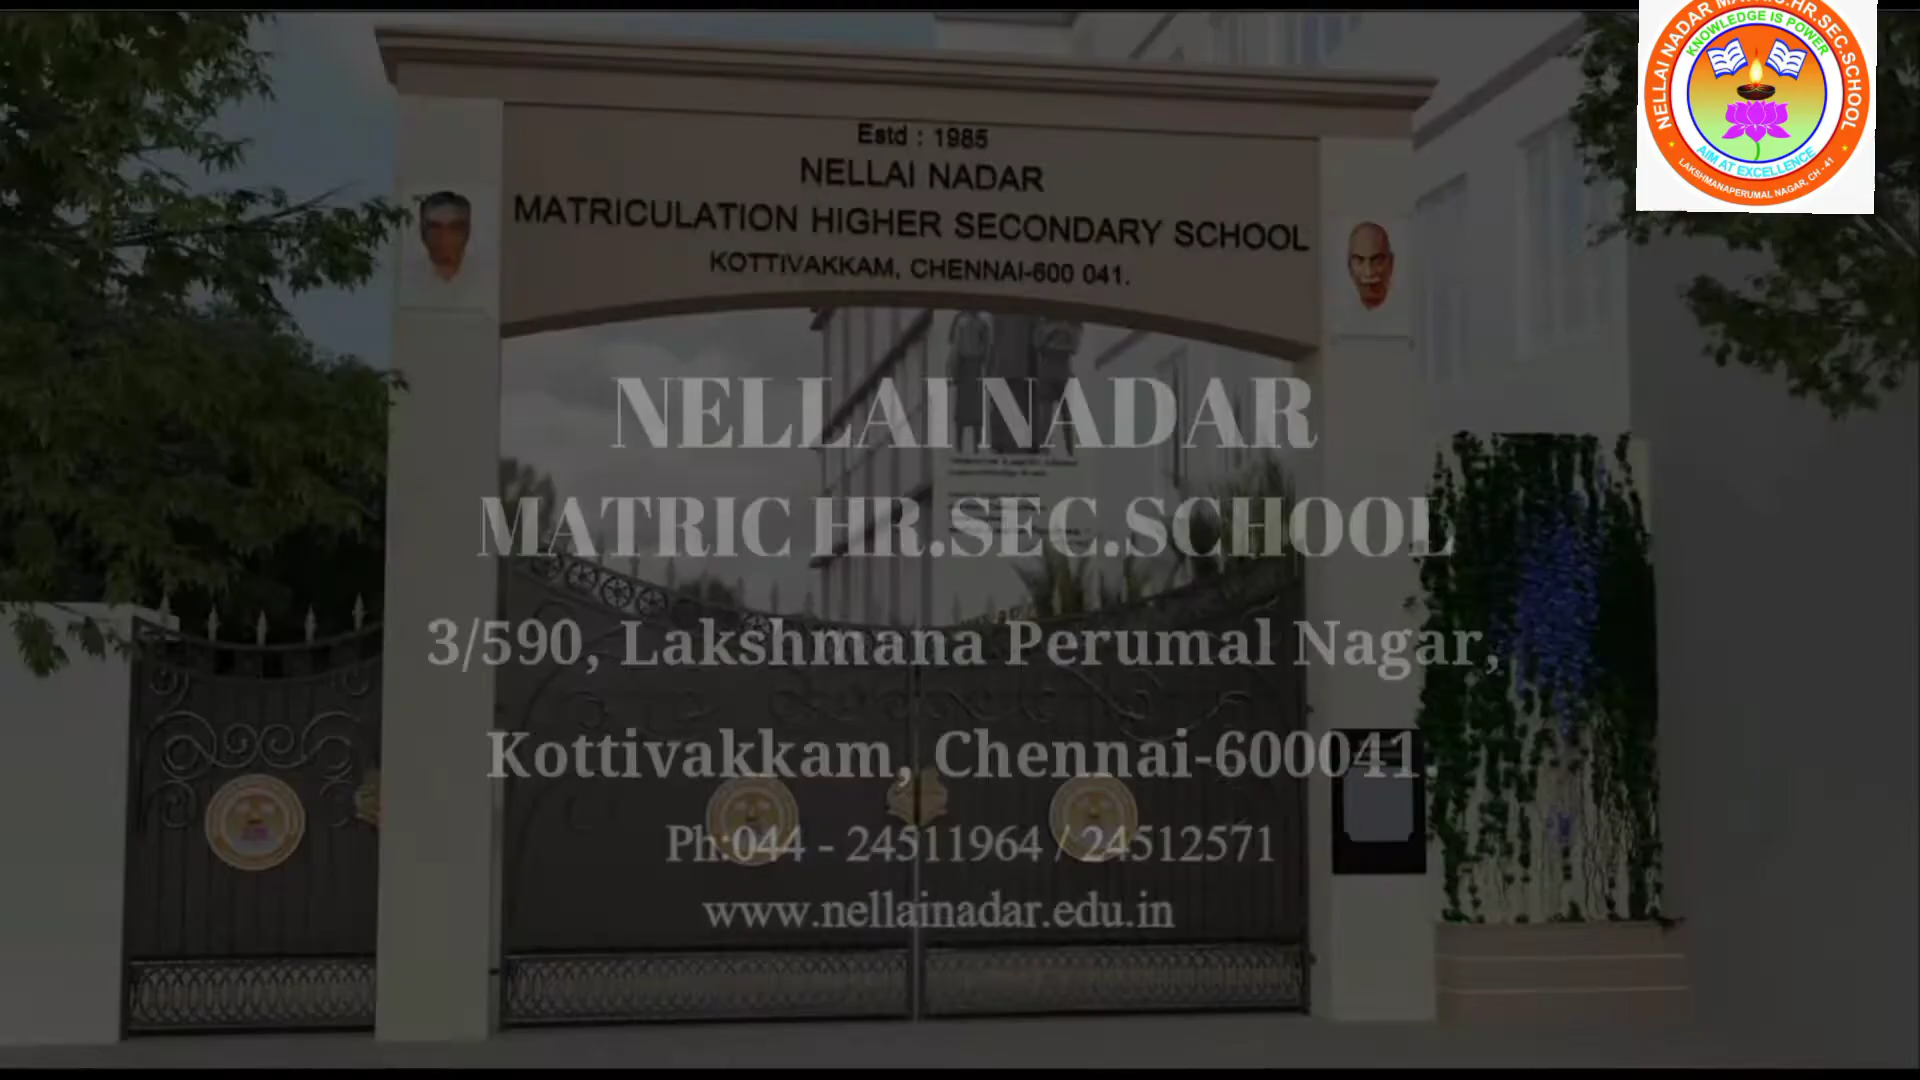 Estd : 1985
NELLAI NADAR
MATRICULATION HIGHER SECONDARY SCHOOL
KOTTIVAKKAM, CHENNAI-600 041.
NELLAI NADAR MATRIC.HR.SEC.SCHOOL
KNOWLEDGE IS POWER
AIM AT EXCELLENCE
LAKSHMANAPERUMAL NAGAR, CH - 41
NELLAI NADAR
MATRIC HR.SEC.SCHOOL
3/590, Lakshmana Perumal Nagar,
Kottivakkam, Chennai-600041.
Ph:044 - 24511964 / 24512571
www.nellainadar.edu.in